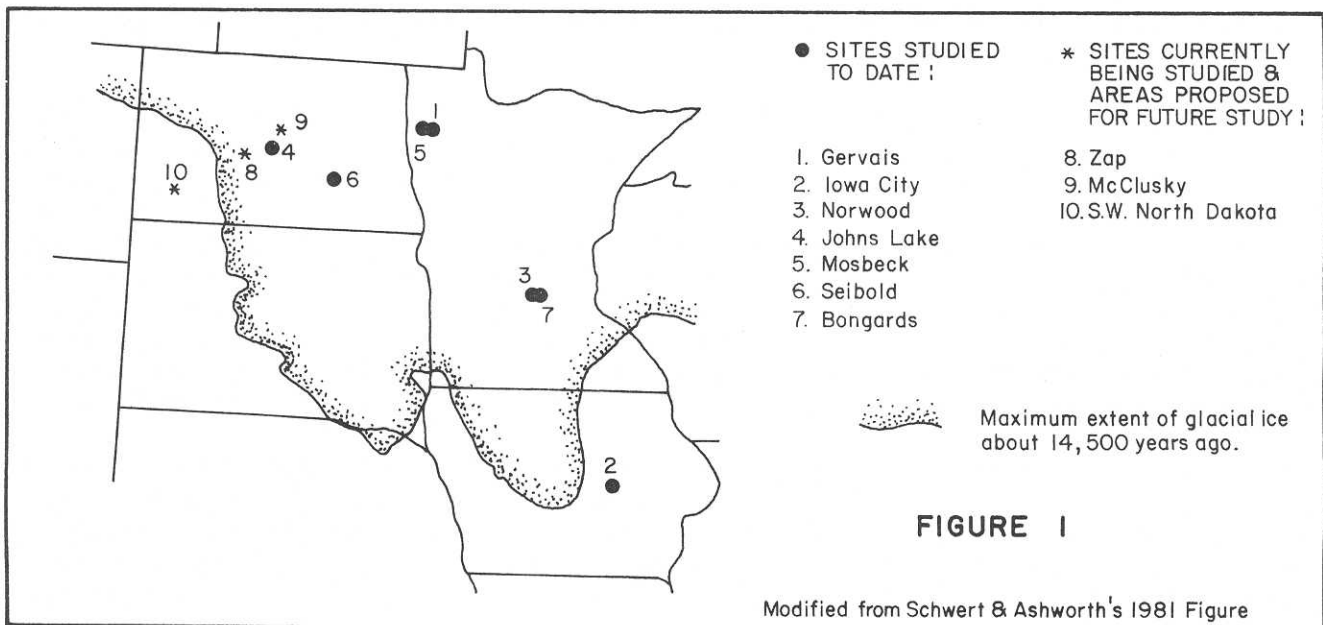 1
5
9
4
8
10
6
3
7
2
● SITES STUDIED
TO DATE :
1. Gervais
2. Iowa City
3. Norwood
4. Johns Lake
5. Mosbeck
6. Seibold
7. Bongards
* SITES CURRENTLY
BEING STUDIED &
AREAS PROPOSED
FOR FUTURE STUDY :
8. Zap
9. McClusky
10. S.W. North Dakota
Maximum extent of glacial ice
about 14,500 years ago.
FIGURE I
Modified from Schwert & Ashworth's 1981 Figure